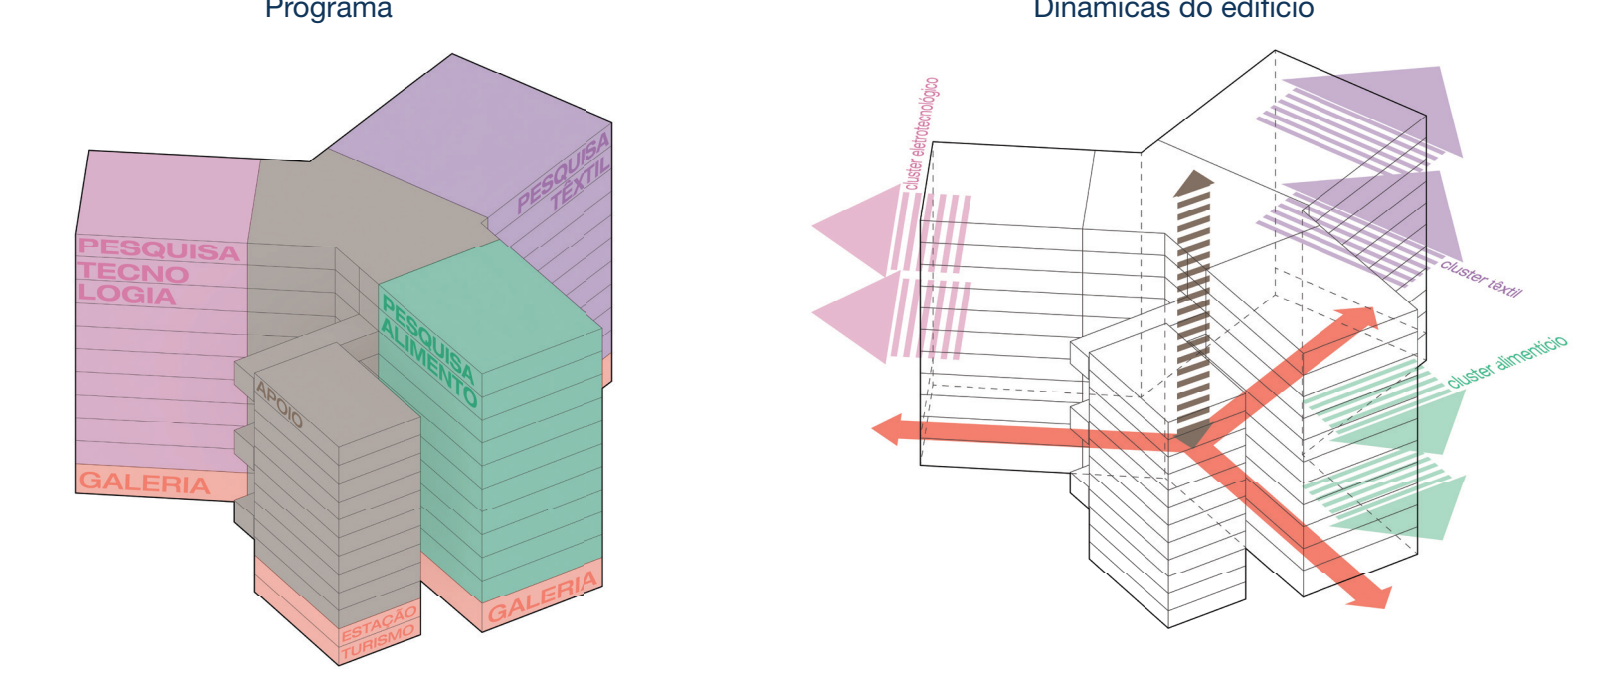 Programa
Dinâmicas do edifício
PESQUISA
TÊXTIL
PESQUISA
TECNO
LOGIA
PESQUISA
ALIMENTO
APOIO
GALERIA
GALERIA
ESTAÇÃO
TURISMO
cluster eletrotecnológico
cluster têxtil
cluster alimentício